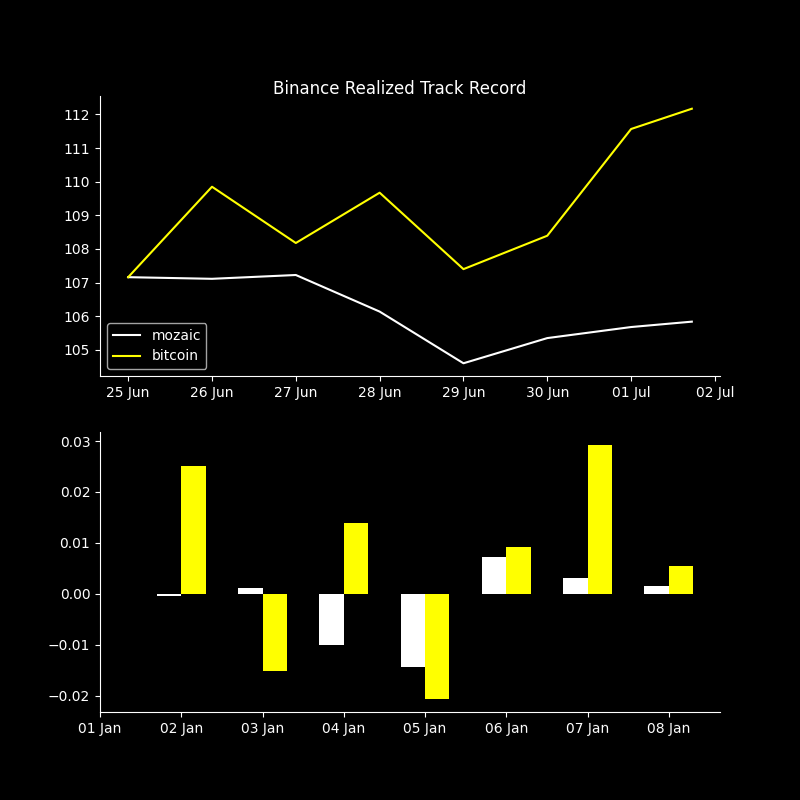 Binance Realized Track Record
112
111
110
109
108
107
106
105
mozaic
bitcoin
25 Jun 26 Jun 27 Jun 28 Jun 29 Jun 30 Jun 01 Jul 02 Jul
0.03
0.02
0.01
0.00
−0.01
−0.02
01 Jan 02 Jan 03 Jan 04 Jan 05 Jan 06 Jan 07 Jan 08 Jan